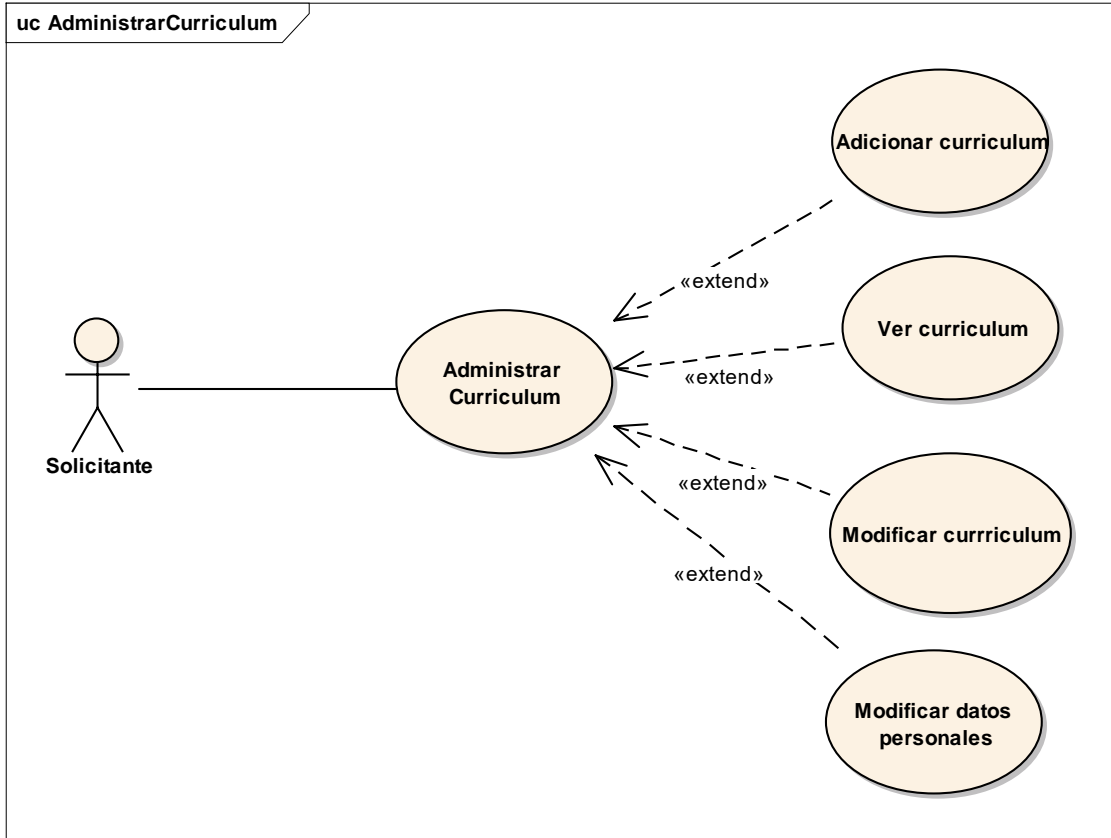 uc AdministrarCurriculum
Adicionar curriculum
«extend»
Ver curriculum
«extend»
Administrar
Curriculum
Solicitante
«extend»
Modificar currriculum
«extend»
Modificar datos
personales